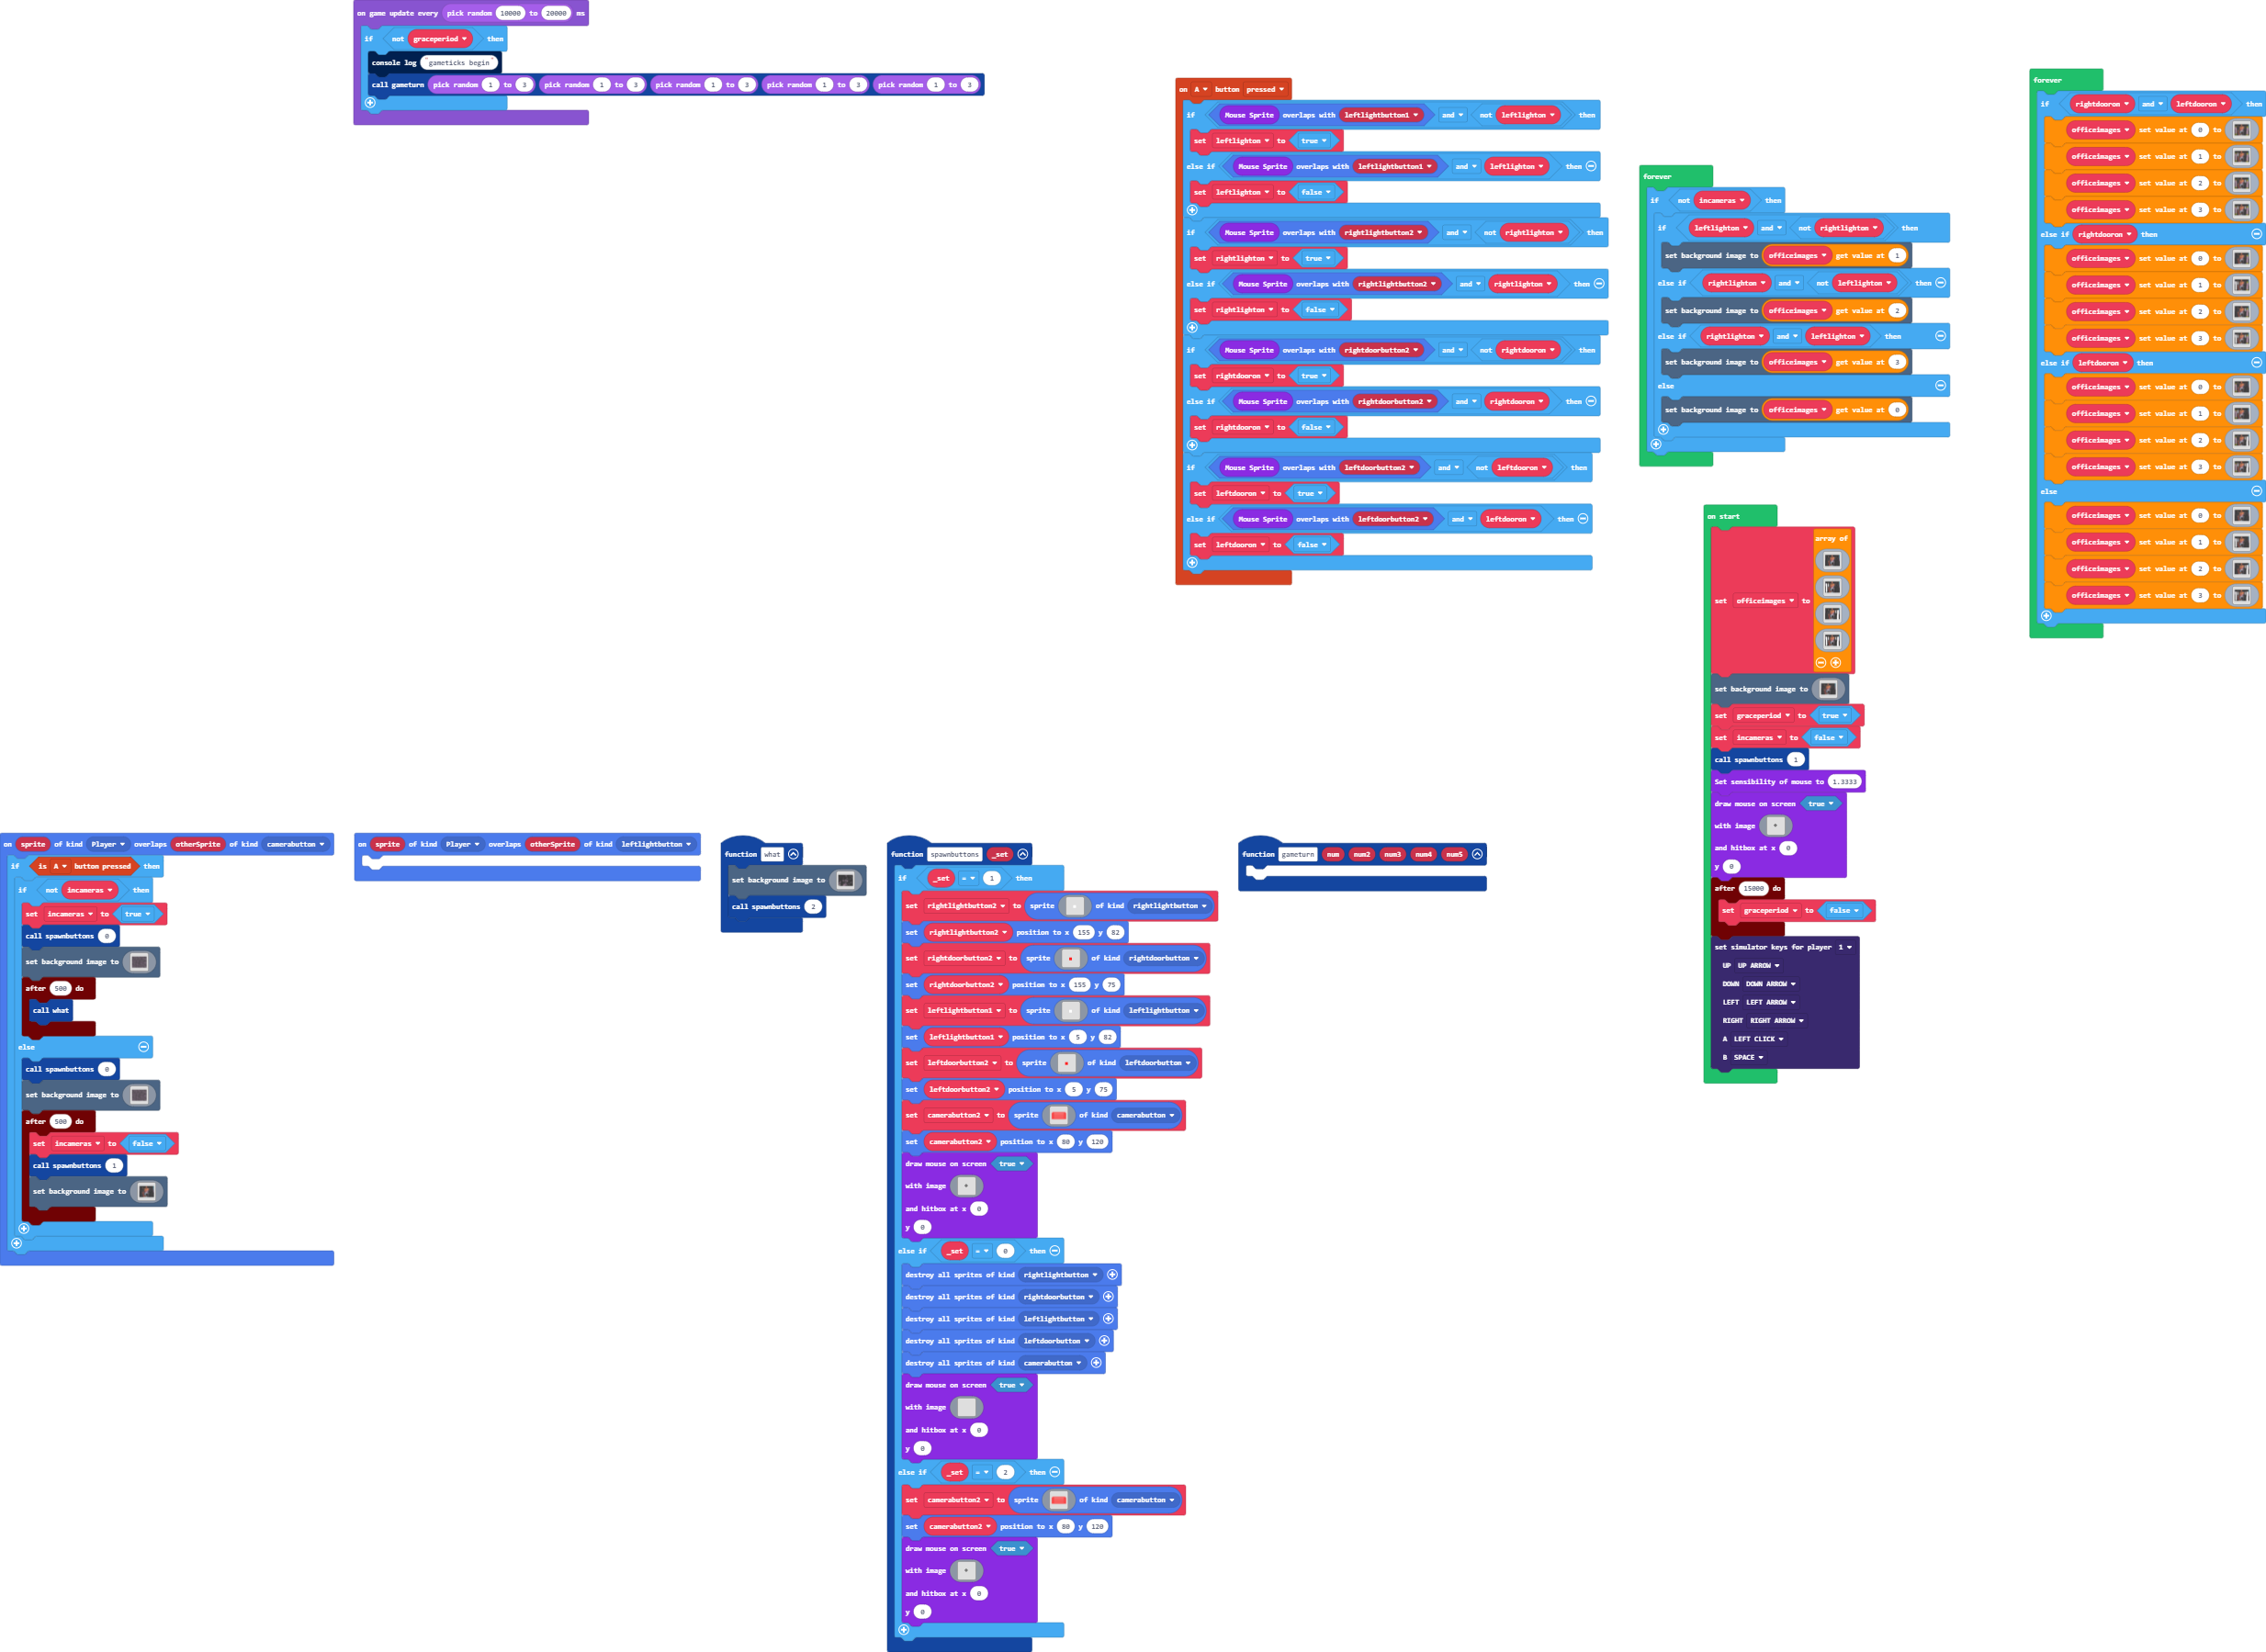 on game update every pick random 10000 to 20000 ms
if not graceperiod then
console log "gameticks begin"
call gameturn pick random 1 to 3 pick random 1 to 3 pick random 1 to 3 pick random 1 to 3 pick random 1 to 3
on A button pressed
if Mouse Sprite overlaps with leftlightbutton1 and not leftlighton then
set leftlighton to true
else if Mouse Sprite overlaps with leftlightbutton1 and leftlighton then
set leftlighton to false
if Mouse Sprite overlaps with rightlightbutton2 and not rightlighton then
set rightlighton to true
else if Mouse Sprite overlaps with rightlightbutton2 and rightlighton then
set rightlighton to false
if Mouse Sprite overlaps with rightdoorbutton2 and not rightdooron then
set rightdooron to true
else if Mouse Sprite overlaps with rightdoorbutton2 and rightdooron then
set rightdooron to false
if Mouse Sprite overlaps with leftdoorbutton2 and not leftdooron then
set leftdooron to true
else if Mouse Sprite overlaps with leftdoorbutton2 and leftdooron then
set leftdooron to false
forever
if not incameras then
if leftlighton and not rightlighton then
set background image to officeimages get value at 1
else if rightlighton and not leftlighton then
set background image to officeimages get value at 2
else if rightlighton and leftlighton then
set background image to officeimages get value at 3
else
set background image to officeimages get value at 0
forever
if rightdooron and leftdooron then
officeimages set value at 0 to
officeimages set value at 1 to
officeimages set value at 2 to
officeimages set value at 3 to
else if rightdooron then
officeimages set value at 0 to
officeimages set value at 1 to
officeimages set value at 2 to
officeimages set value at 3 to
else if leftdooron then
officeimages set value at 0 to
officeimages set value at 1 to
officeimages set value at 2 to
officeimages set value at 3 to
else
officeimages set value at 0 to
officeimages set value at 1 to
officeimages set value at 2 to
officeimages set value at 3 to
on start
set officeimages to array of
set background image to
set graceperiod to true
set incameras to false
call spawnbuttons 1
Set sensibility of mouse to 1.3333
draw mouse on screen true
with image
and hitbox at x 0
y 0
after 15000 do
set graceperiod to false
set simulator keys for player 1
UP UP ARROW
DOWN DOWN ARROW
LEFT LEFT ARROW
RIGHT RIGHT ARROW
A LEFT CLICK
B SPACE
on sprite of kind Player overlaps otherSprite of kind camerabutton
if is A button pressed then
if not incameras then
set incameras to true
call spawnbuttons 0
set background image to
after 500 do
call what
else
call spawnbuttons 0
set background image to
after 500 do
set incameras to false
call spawnbuttons 1
set background image to
on sprite of kind Player overlaps otherSprite of kind leftlightbutton
function what
set background image to
call spawnbuttons 2
function spawnbuttons _set
if _set = 1 then
set rightlightbutton2 to sprite of kind rightlightbutton
set rightlightbutton2 position to x 155 y 82
set rightdoorbutton2 to sprite of kind rightdoorbutton
set rightdoorbutton2 position to x 155 y 75
set leftlightbutton1 to sprite of kind leftlightbutton
set leftlightbutton1 position to x 5 y 82
set leftdoorbutton2 to sprite of kind leftdoorbutton
set leftdoorbutton2 position to x 5 y 75
set camerabutton2 to sprite of kind camerabutton
set camerabutton2 position to x 80 y 120
draw mouse on screen true
with image
and hitbox at x 0
y 0
else if _set = 0 then
destroy all sprites of kind rightlightbutton
destroy all sprites of kind rightdoorbutton
destroy all sprites of kind leftlightbutton
destroy all sprites of kind leftdoorbutton
destroy all sprites of kind camerabutton
draw mouse on screen true
with image
and hitbox at x 0
y 0
else if _set = 2 then
set camerabutton2 to sprite of kind camerabutton
set camerabutton2 position to x 80 y 120
draw mouse on screen true
with image
and hitbox at x 0
y 0
function gameturn num num2 num3 num4 num5